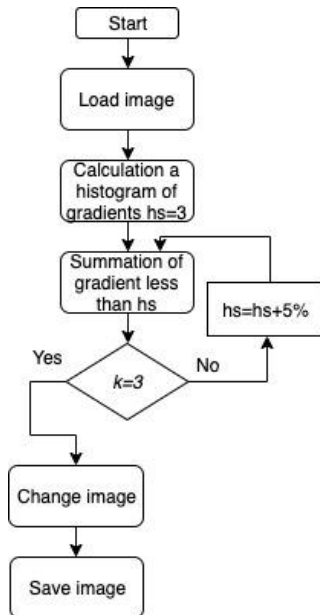 Start
Load image
Calculation a
histogram of
gradients hs=3
Summation of
gradient less
than hs
hs=hs+5%
Yes
k=3
No
Change image
Save image